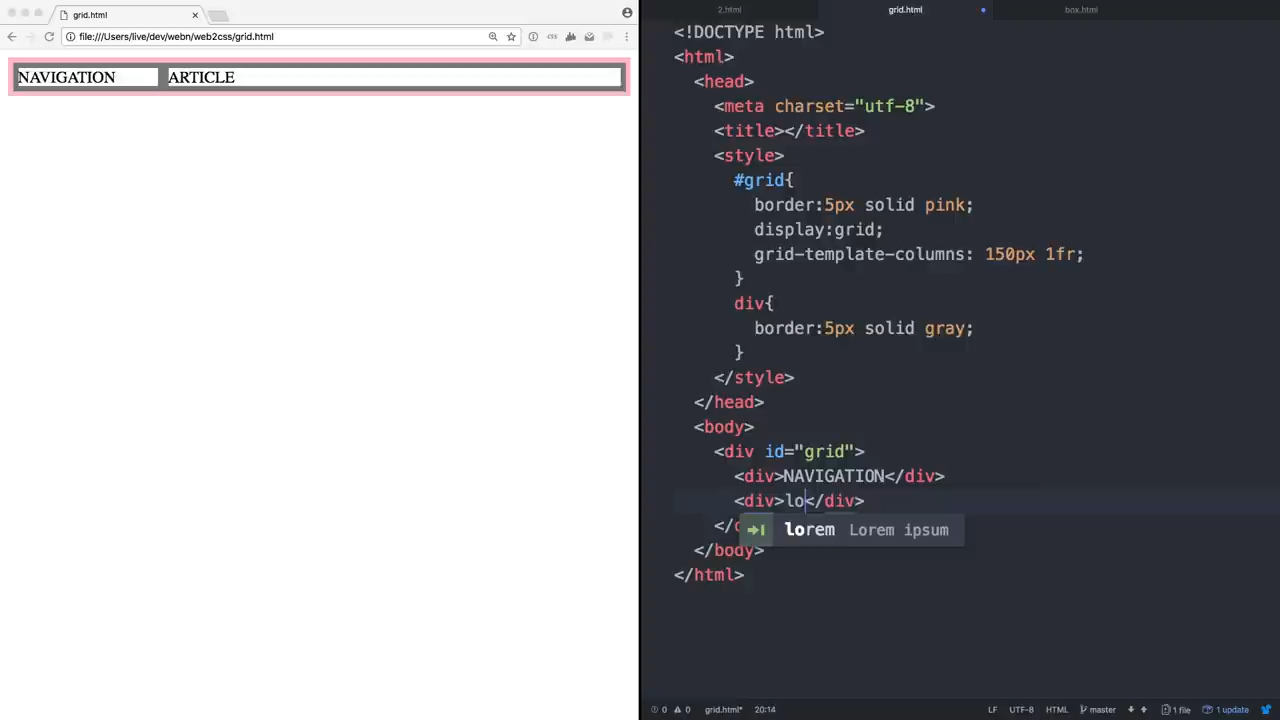 grid.html
file:///Users/live/dev/webn/web2css/grid.html
NAVIGATION ARTICLE
2.html grid.html box.html
<!DOCTYPE html>
<html>
<head>
<meta charset="utf-8">
<title></title>
<style>
#grid{
border:5px solid pink;
display:grid;
grid-template-columns: 150px 1fr;
}
div{
border:5px solid gray;
}
</style>
</head>
<body>
<div id="grid">
<div>NAVIGATION</div>
<div>lo</div>
lorem Lorem ipsum
</body>
</html>
0 0 grid.html* 20:14 LF UTF-8 HTML master 1 file 1 update